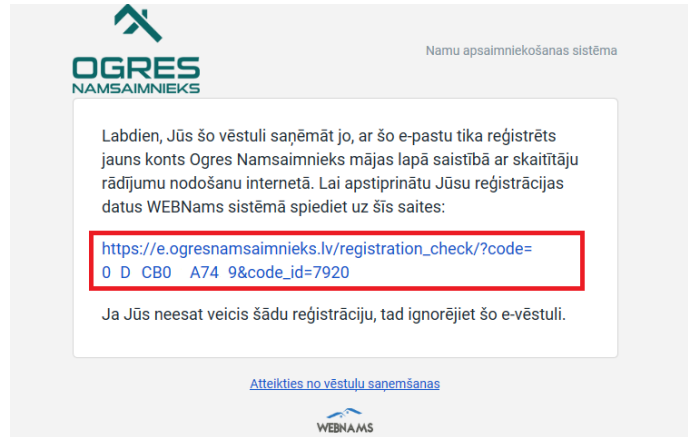 OGRES
NAMSAIMNIEKS
Namu apsaimniekošanas sistēma
Labdien, Jūs šo vēstuli saņēmāt jo, ar šo e-pastu tika reģistrēts
jauns konts Ogres Namsaimnieks mājas lapā saistībā ar skaitītāju
rādījumu nodošanu internetā. Lai apstiprinātu Jūsu reģistrācijas
datus WEBNams sistēmā spiediet uz šīs saites:
https://e.ogresnamsaimnieks.lv/registration_check/?code=
0 D CB0 A74 9&code_id=7920
Ja Jūs neesat veicis šādu reģistrāciju, tad ignorējiet šo e-vēstuli.
Atteikties no vēstuļu saņemšanas
WEBNAMS